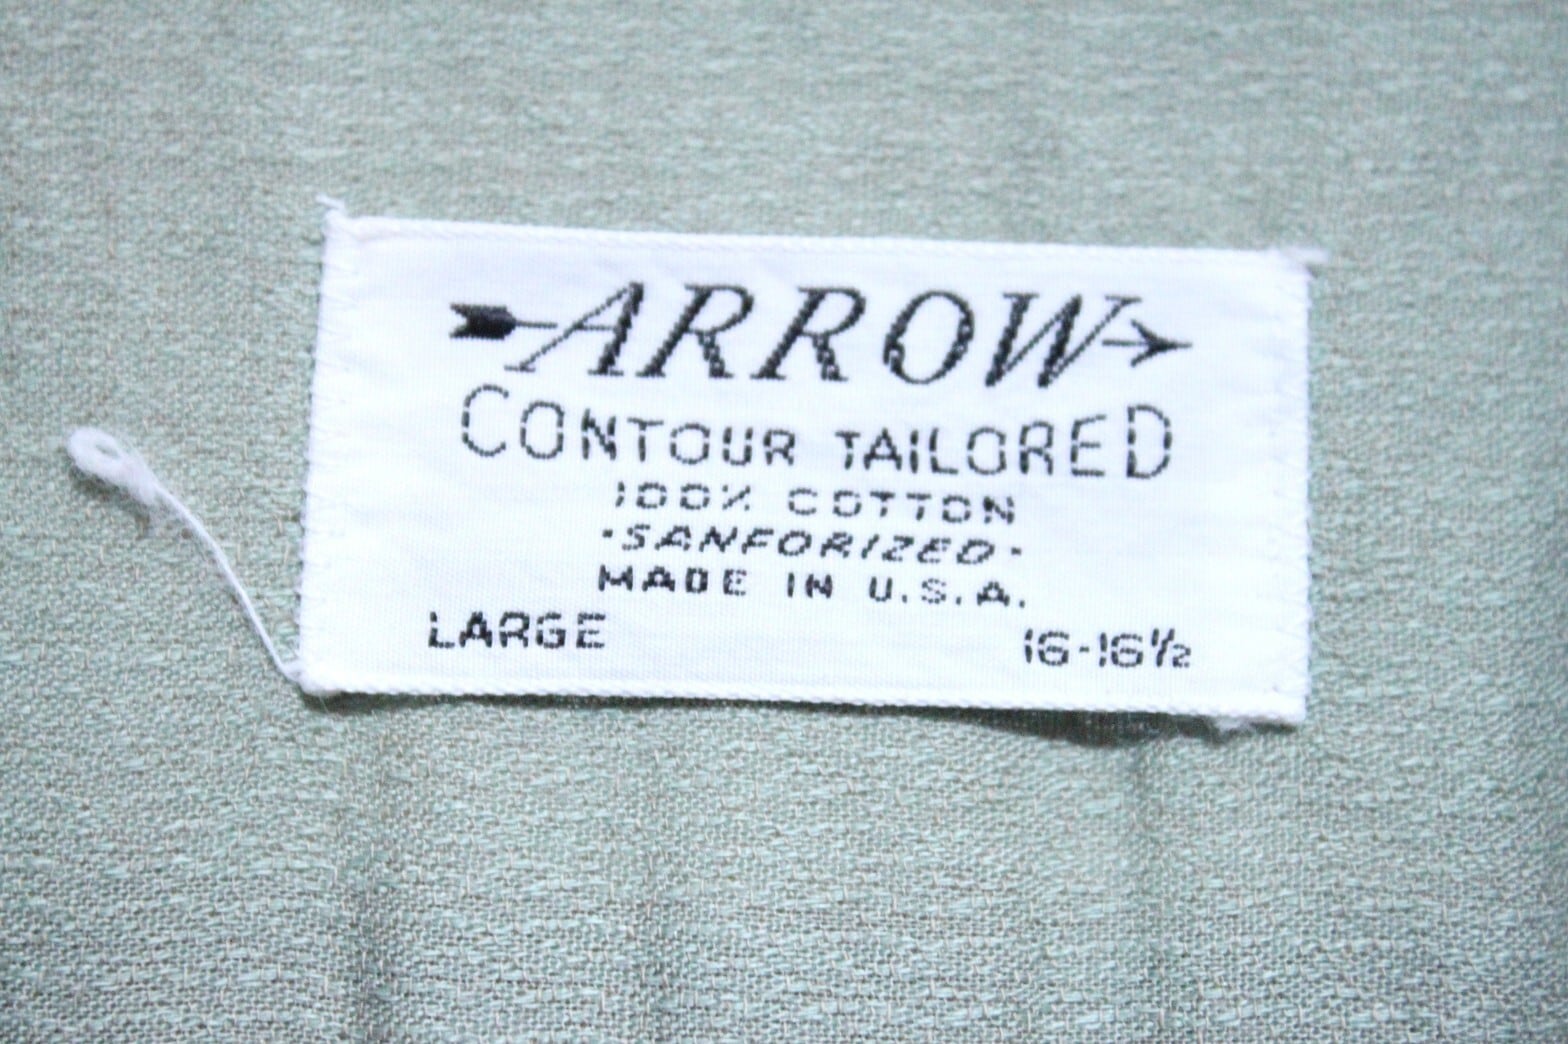 ARROW
CONTOUR TAILORED
100% COTTON
-SANFORIZED-
MADE IN U.S.A.
LARGE 16-16½